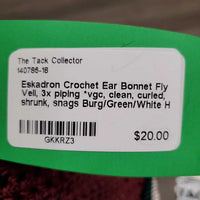 The Tack Collector
140786-18
Eskadron Crochet Ear Bonnet Fly
Veil, 3x piping *vgc, clean, curled,
shrunk, snags Burg/Green/White H
$20.00
GKKRZ3